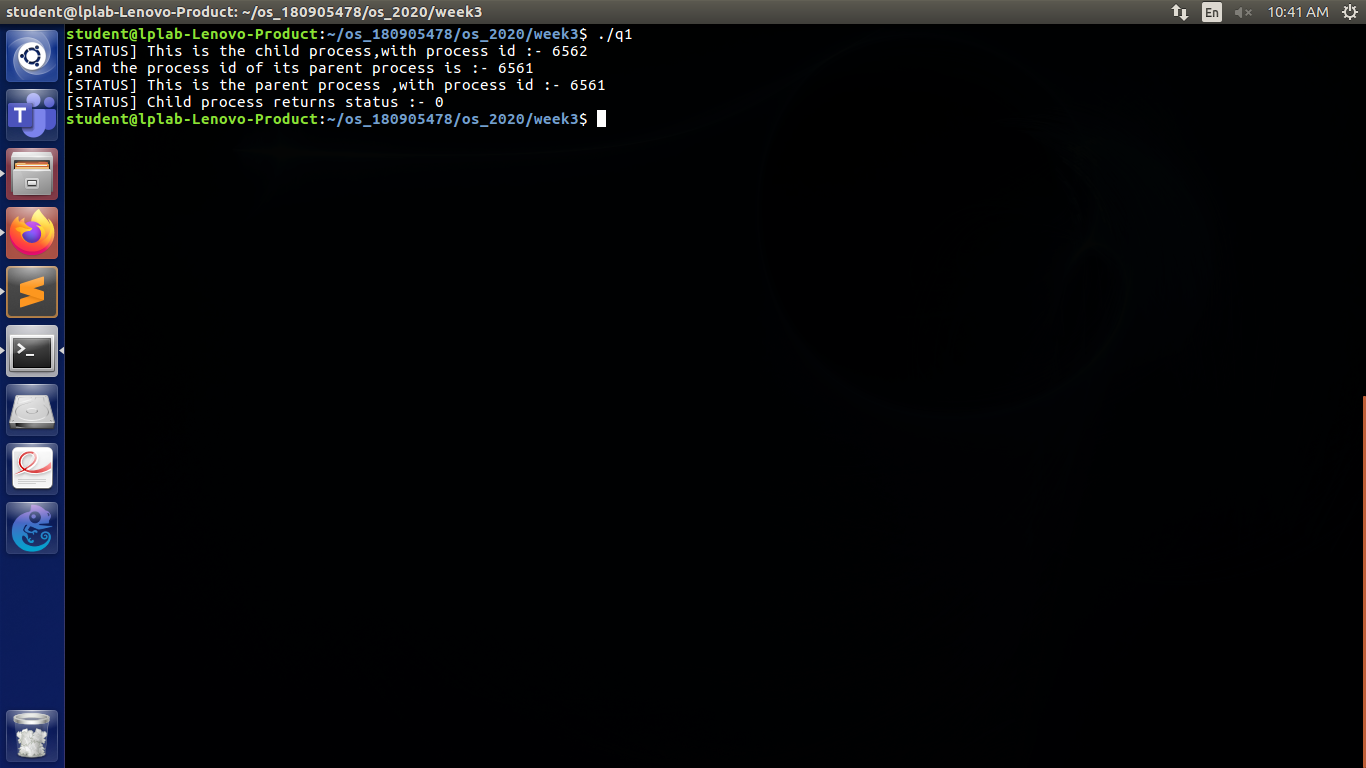 student@lplab-Lenovo-Product: ~/os_180905478/os_2020/week3
En
10:41 AM
student@lplab-Lenovo-Product:~/os_180905478/os_2020/week3$ ./q1
[STATUS] This is the child process,with process id :- 6562
,and the process id of its parent process is :- 6561
[STATUS] This is the parent process ,with process id :- 6561
[STATUS] Child process returns status :- 0
student@lplab-Lenovo-Product:~/os_180905478/os_2020/week3$
T
>_